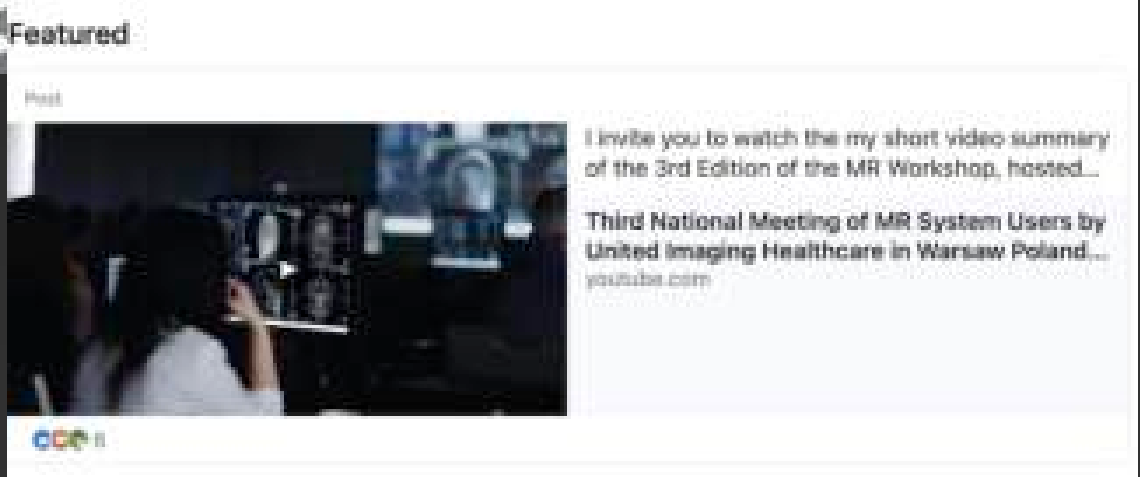 Featured
Post
I invite you to watch the my short video summary
of the 3rd Edition of the MR Workshop, hosted...
Third National Meeting of MR System Users by
United Imaging Healthcare in Warsaw Poland...
youtube.com
6